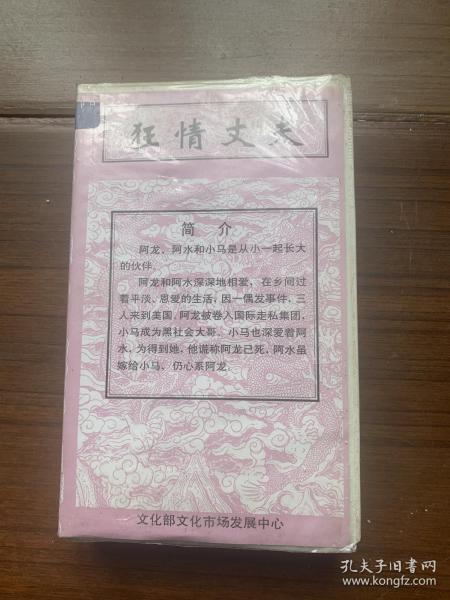 狂情丈夫
简 介
阿龙、阿水和小马是从小一起长大
的伙伴。
阿龙和阿水深深地相爱，在乡间过
着平淡、恩爱的生活，因一偶发事件，三
人来到美国，阿龙被卷入国际走私集团，
小马成为黑社会大哥。小马也深爱着阿
水，为得到她，他谎称阿龙已死，阿水虽
嫁给小马、仍心系阿龙。
文化部文化市场发展中心
孔夫子旧书网
www.kongfz.com